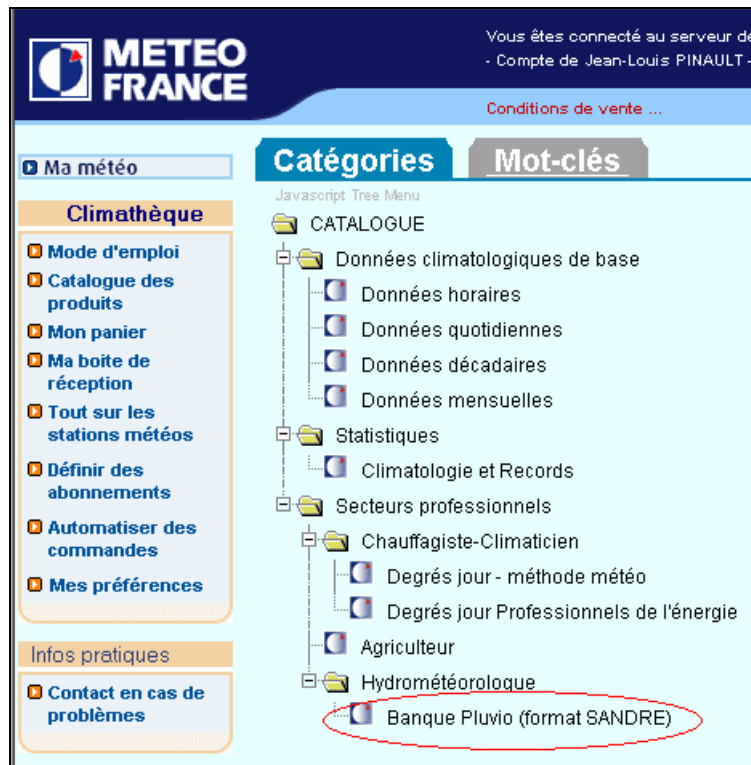 METEO
FRANCE
Vous êtes connecté au serveur de
- Compte de Jean-Louis PINAULT -
Conditions de vente ...
Ma météo
Climathèque
Mode d'emploi
Catalogue des
produits
Mon panier
Ma boite de
réception
Tout sur les
stations météos
Définir des
abonnements
Automatiser des
commandes
Mes préférences
Infos pratiques
Contact en cas de
problèmes
Catégories
Mot-clés
Javascript Tree Menu
CATALOGUE
Données climatologiques de base
Données horaires
Données quotidiennes
Données décadaires
Données mensuelles
Statistiques
Climatologie et Records
Secteurs professionnels
Chauffagiste-Climaticien
Degrés jour - méthode météo
Degrés jour Professionnels de l'énergie
Agriculteur
Hydrométéorologue
Banque Pluvio (format SANDRE)